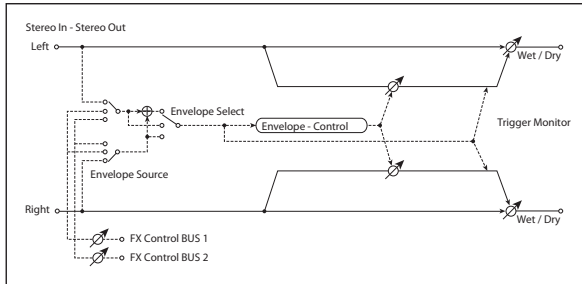 Stereo In - Stereo Out
Left
Wet / Dry
Envelope Select
Envelope - Control
Trigger Monitor
Envelope Source
Right
Wet / Dry
FX Control BUS 1
FX Control BUS 2